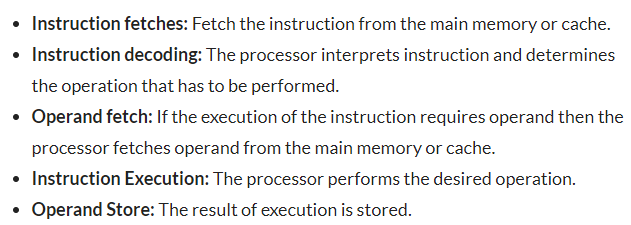 • Instruction fetches: Fetch the instruction from the main memory or cache.
• Instruction decoding: The processor interprets instruction and determines
the operation that has to be performed.
• Operand fetch: If the execution of the instruction requires operand then the
processor fetches operand from the main memory or cache.
• Instruction Execution: The processor performs the desired operation.
• Operand Store: The result of execution is stored.